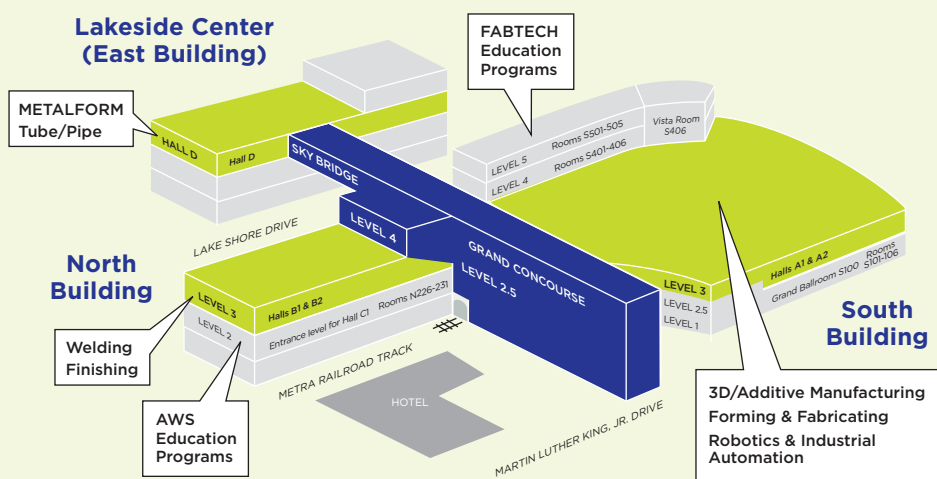 Lakeside Center
(East Building)
FABTECH
Education
Programs
METALFORM
Tube/Pipe
HALL D
Hall D
SKY BRIDGE
LEVEL 5
Rooms S501-505
LEVEL 4
Rooms S401-406
Vista Room
S406
LAKE SHORE DRIVE
LEVEL 4
GRAND CONCOURSE
LEVEL 2.5
North
Building
LEVEL 3
Halls B1 & B2
LEVEL 2
Entrance level for Hall C1
Rooms N226-231
LEVEL 3
Halls A1 & A2
LEVEL 2.5
LEVEL 1
Grand Ballroom S100
Rooms
S101-106
South
Building
Welding
Finishing
AWS
Education
Programs
METRA RAILROAD TRACK
HOTEL
MARTIN LUTHER KING, JR. DRIVE
3D/Additive Manufacturing
Forming & Fabricating
Robotics & Industrial
Automation